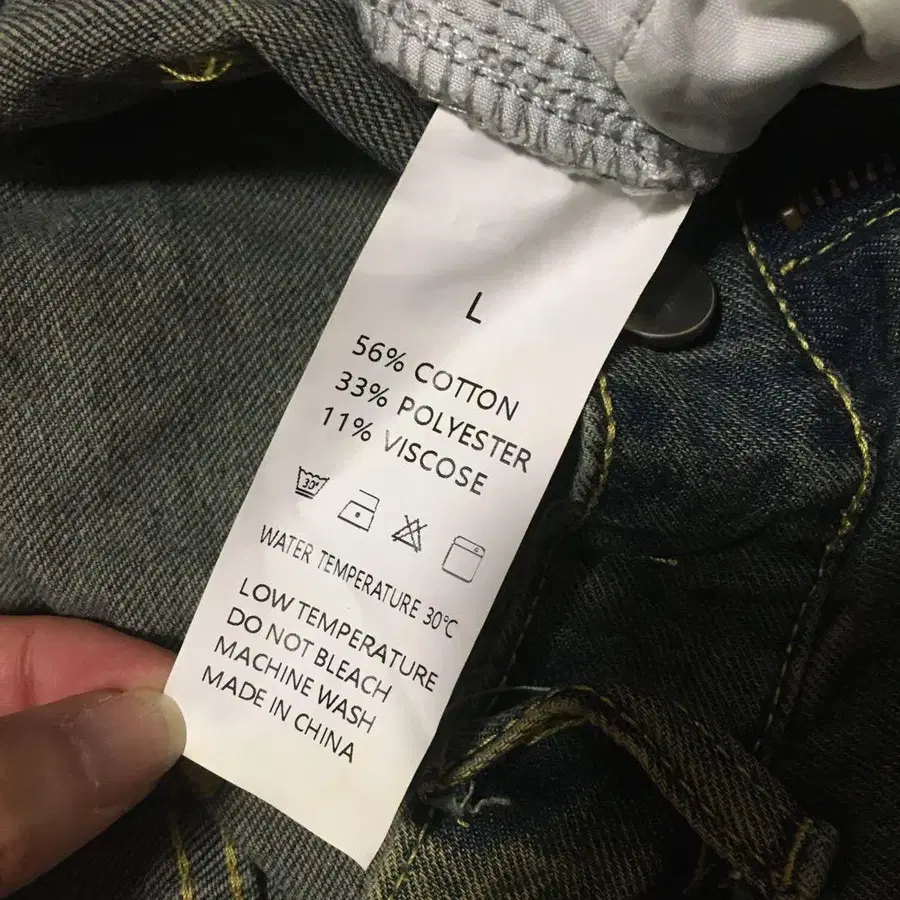 L
56% COTTON
33% POLYESTER
11% VISCOSE
30°
WATER TEMPERATURE 30℃
LOW TEMPERATURE
DO NOT BLEACH
MACHINE WASH
MADE IN CHINA